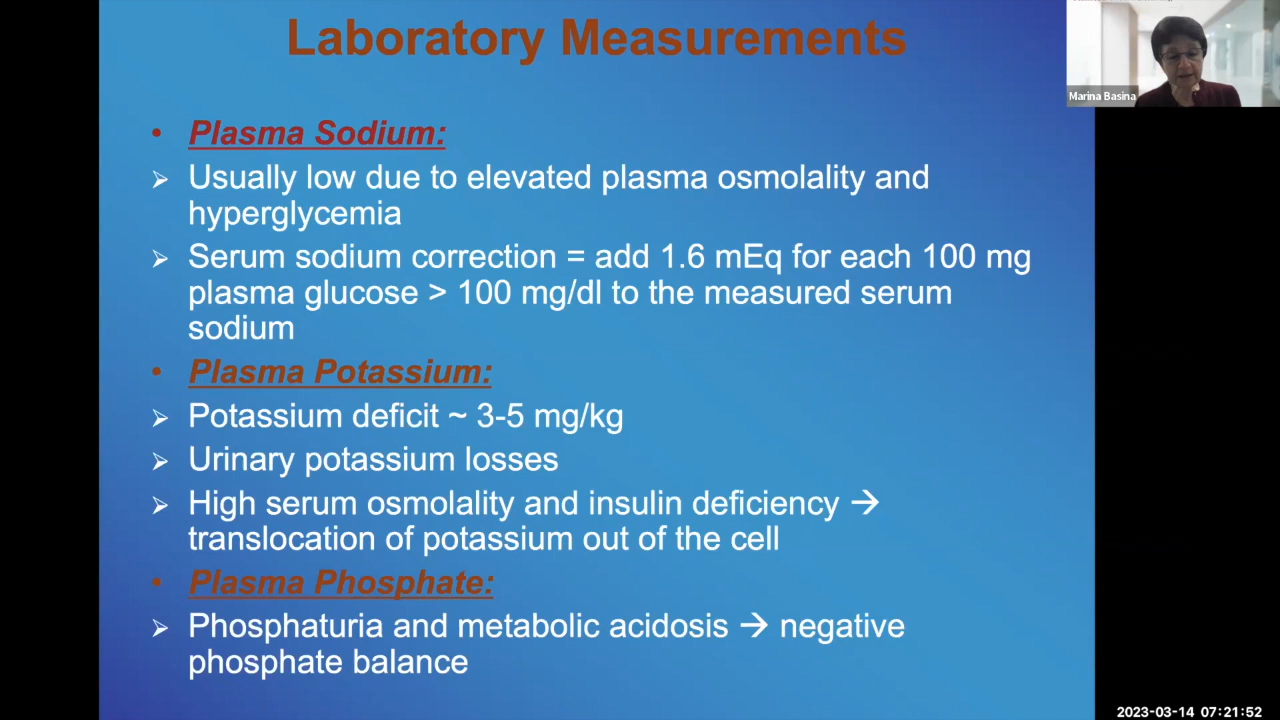 Laboratory Measurements
Marina Basina
• Plasma Sodium:
➢ Usually low due to elevated plasma osmolality and
hyperglycemia
➢ Serum sodium correction = add 1.6 mEq for each 100 mg
plasma glucose > 100 mg/dl to the measured serum
sodium
• Plasma Potassium:
➢ Potassium deficit ~ 3-5 mg/kg
➢ Urinary potassium losses
➢ High serum osmolality and insulin deficiency →
translocation of potassium out of the cell
• Plasma Phosphate:
➢ Phosphaturia and metabolic acidosis → negative
phosphate balance
2023-03-14 07:21:52